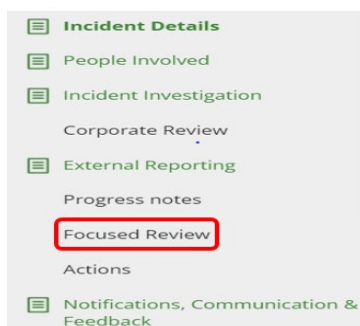 Incident Details
People Involved
Incident Investigation
Corporate Review
External Reporting
Progress notes
Focused Review
Actions
Notifications, Communication &
Feedback